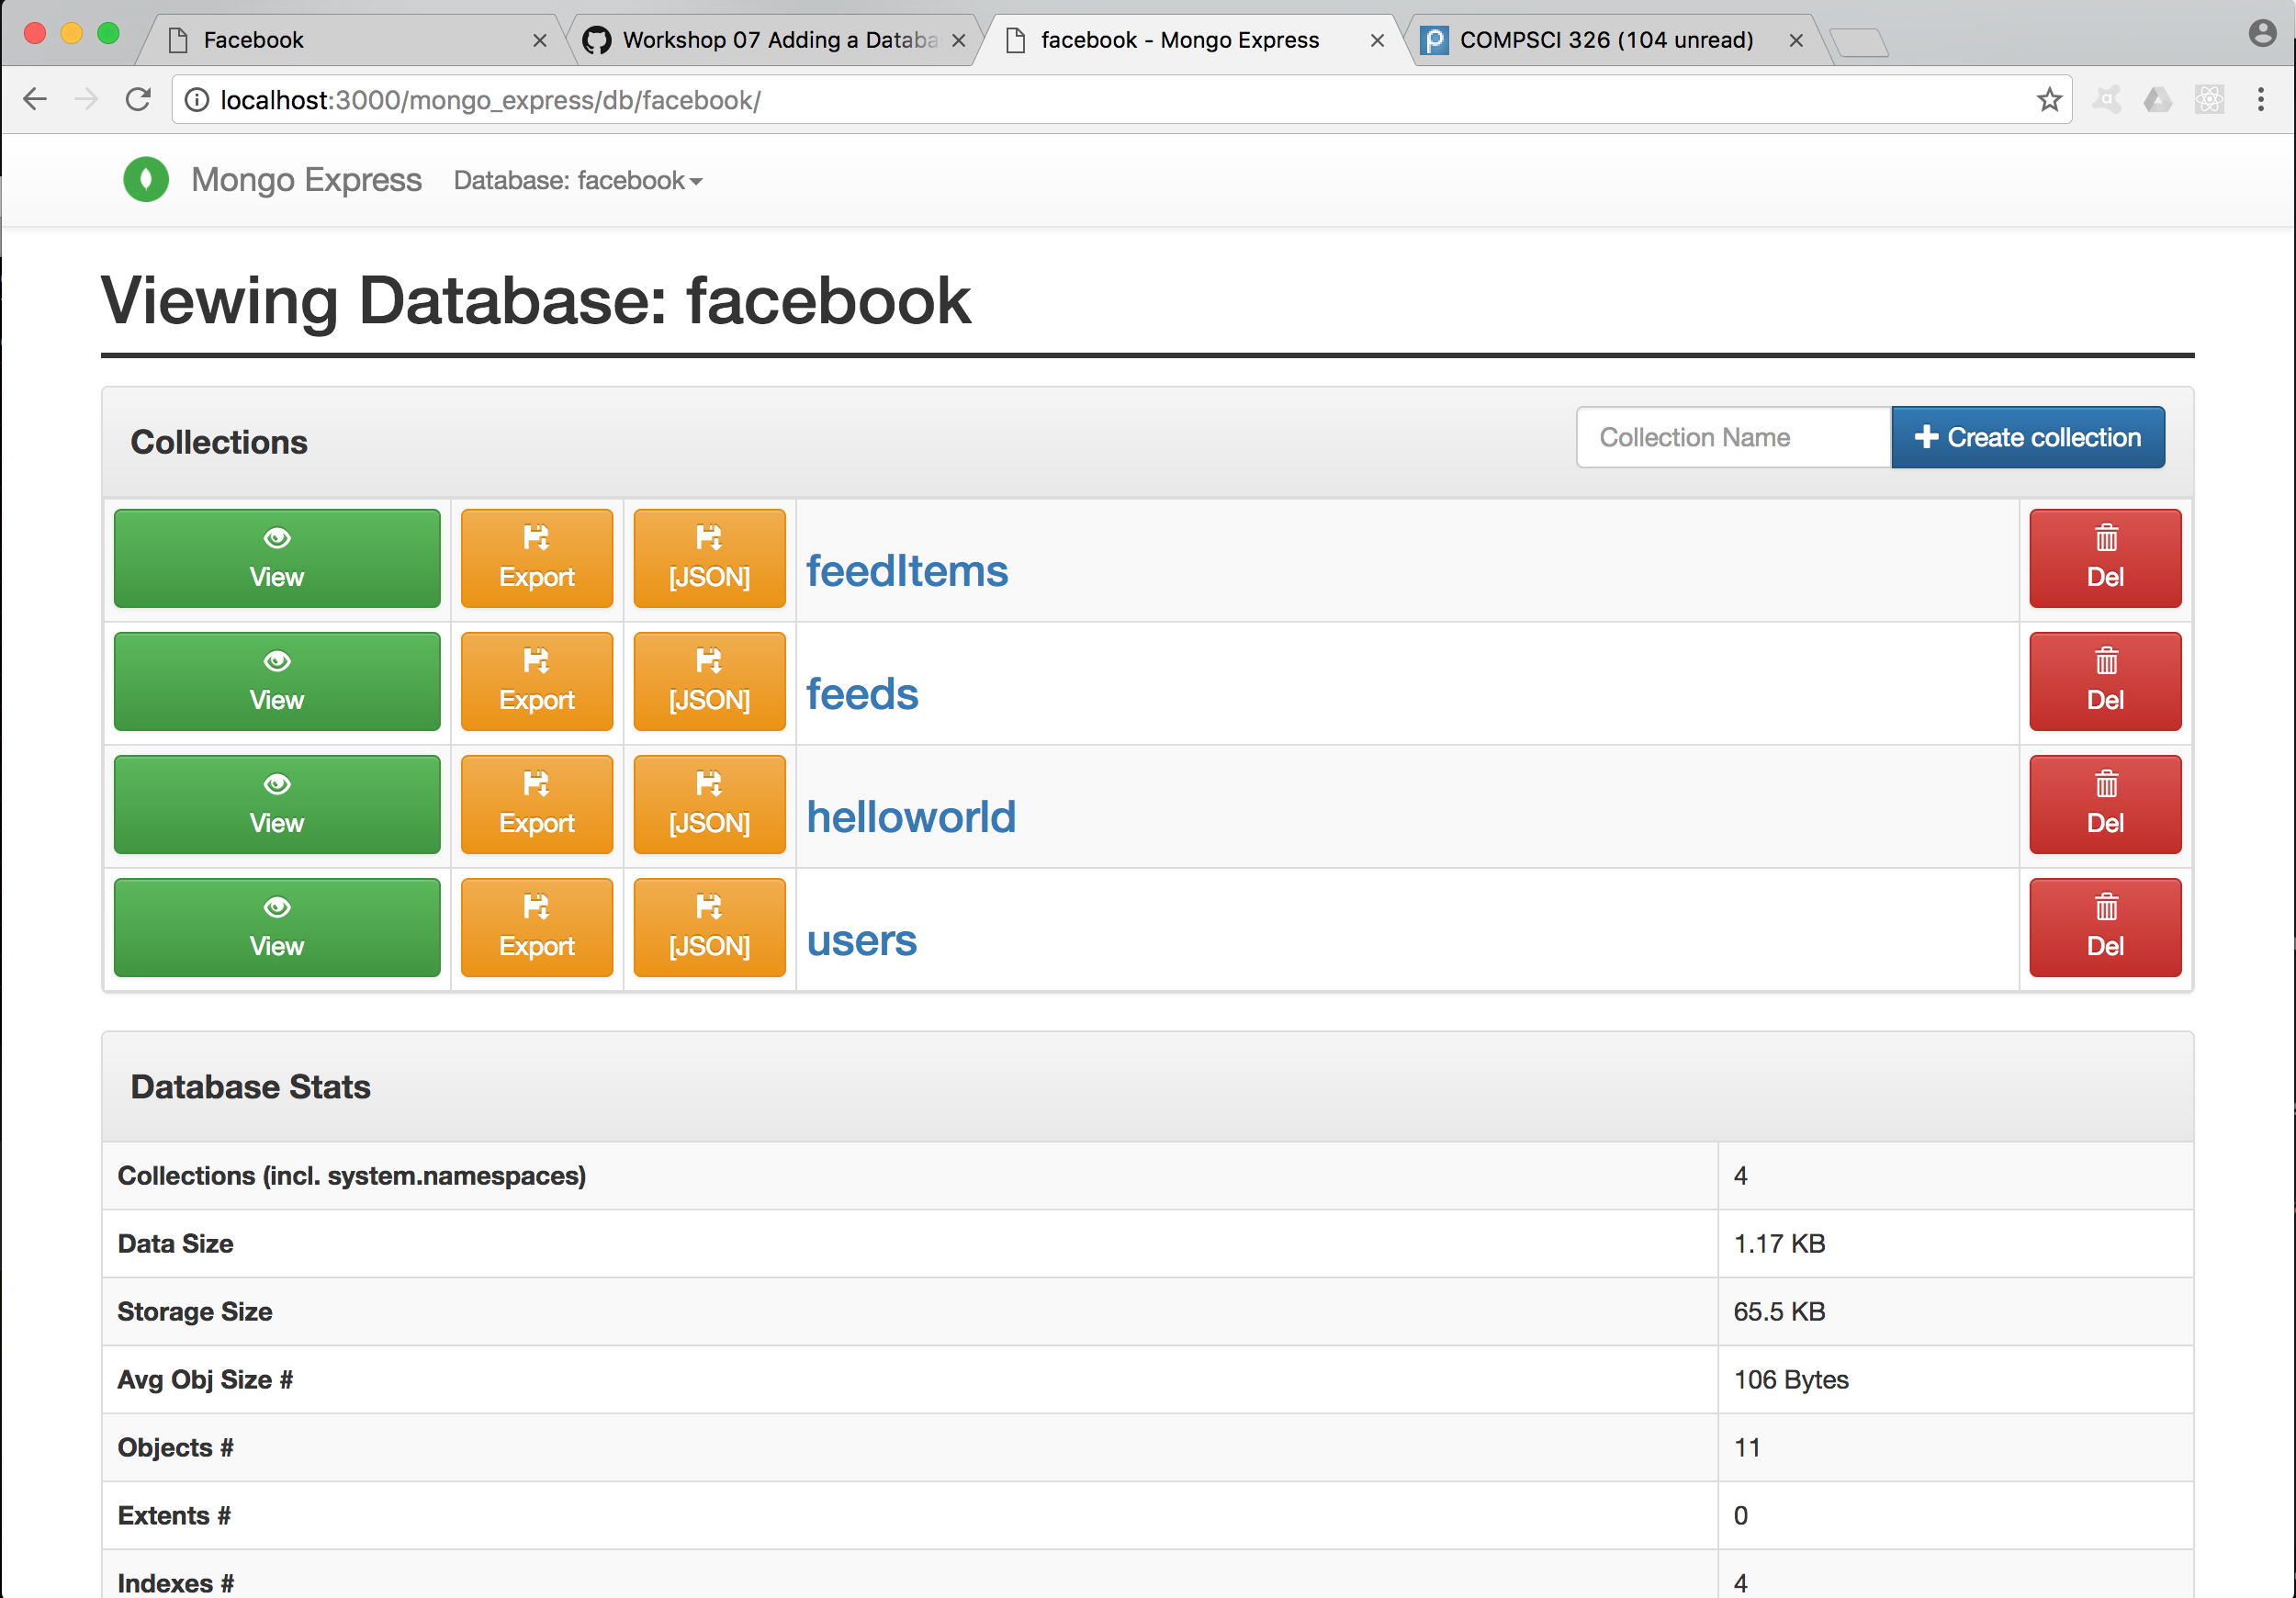 Facebook
Workshop 07 Adding a Databa
facebook - Mongo Express
COMPSCI 326 (104 unread)
localhost:3000/mongo_express/db/facebook/
Mongo Express Database: facebook
Viewing Database: facebook
Collections
Collection Name
Create collection
View Export [JSON] feedItems Del
View Export [JSON] feeds Del
View Export [JSON] helloworld Del
View Export [JSON] users Del
Database Stats
Collections (incl. system.namespaces) 4
Data Size 1.17 KB
Storage Size 65.5 KB
Avg Obj Size # 106 Bytes
Objects # 11
Extents # 0
Indexes # 4